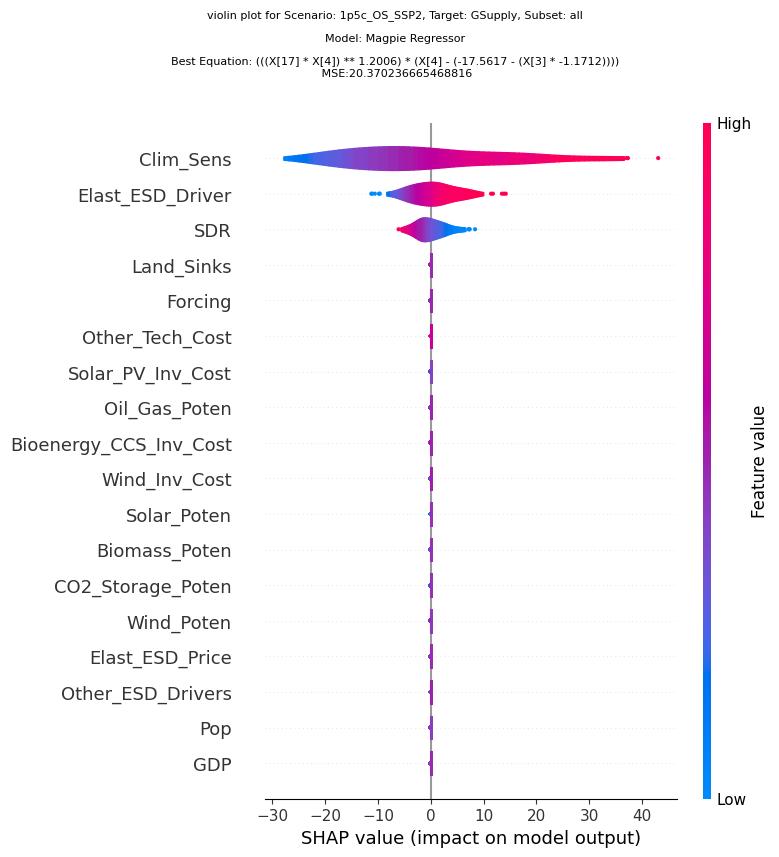 violin plot for Scenario: 1p5c_OS_SSP2, Target: GSupply, Subset: all
Model: Magpie Regressor
Best Equation: (((X[17] * X[4]) ** 1.2006) * (X[4] - (-17.5617 - (X[3] * -1.1712))))
MSE:20.370236665468816
High
Clim_Sens
Elast_ESD_Driver
SDR
Land_Sinks
Forcing
Other_Tech_Cost
Solar_PV_Inv_Cost
Oil_Gas_Poten
Bioenergy_CCS_Inv_Cost
Wind_Inv_Cost
Solar_Poten
Biomass_Poten
CO2_Storage_Poten
Wind_Poten
Elast_ESD_Price
Other_ESD_Drivers
Pop
GDP
Feature value
Low
−30 −20 −10 0 10 20 30 40
SHAP value (impact on model output)